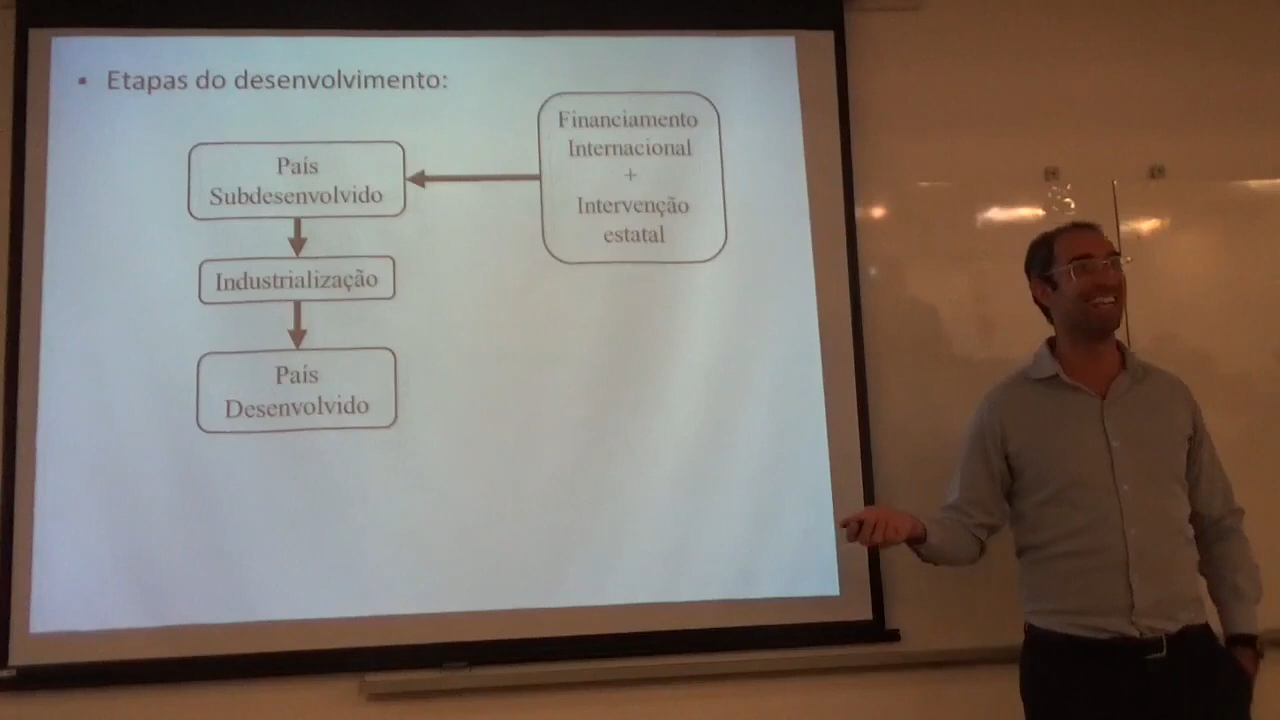 ▪ Etapas do desenvolvimento:
Financiamento
Internacional
+
Intervenção
estatal
País
Subdesenvolvido
Industrialização
País
Desenvolvido